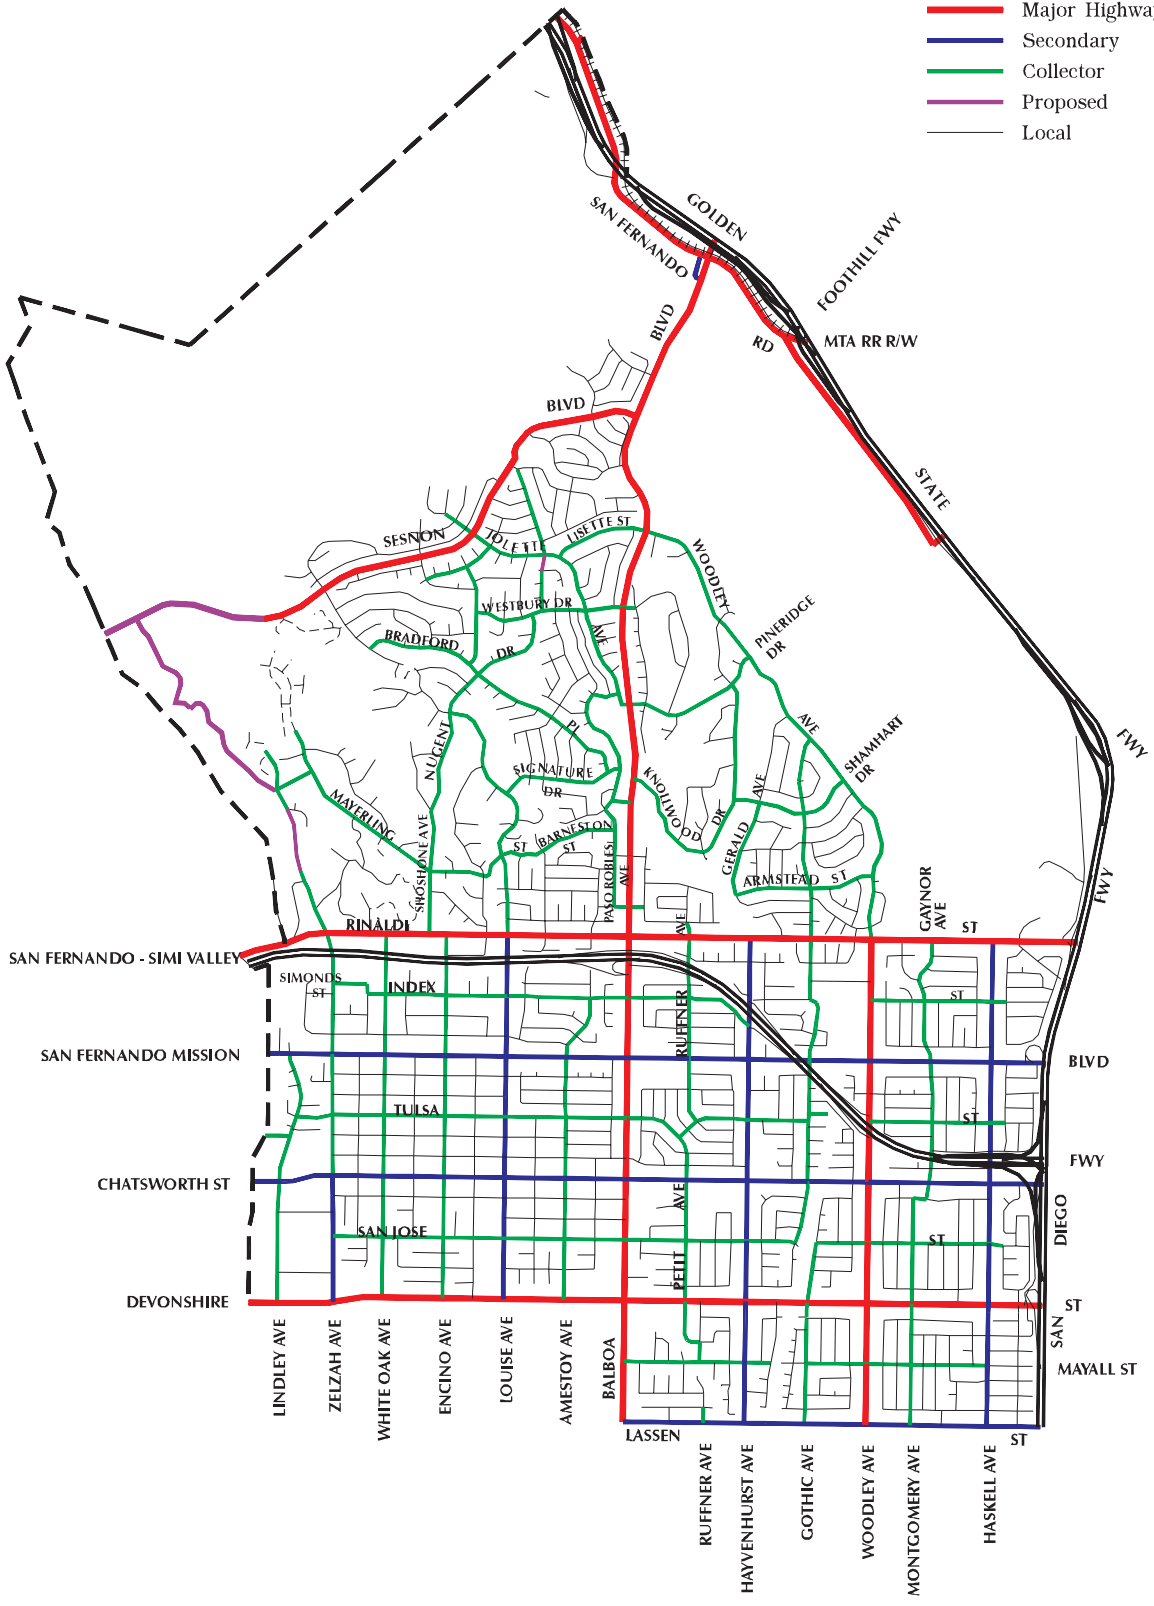 Major Highway
Secondary
Collector
Proposed
Local
GOLDEN
SAN FERNANDO
FOOTHILL FWY
BLVD
RD
MTA RR R/W
BLVD
STATE
SESNON
JOLETTE
LISETTE ST
WOODLEY
WESTBURY DR
AVE
PINERIDGE
DR
BRADFORD
DR
PL
AVE
SHAMHART
DR
FWY
NUGENT
SIGNATURE
DR
KNOLLWOOD
DR
AVE
GERALD
MAYERLING
ST
BARNESTON
ST
SHOSHONE AVE
PASO ROBLES
AVE
ARMSTEAD ST
FWY
GAYNOR
AVE
RINALDI
AVE
ST
SAN FERNANDO - SIMI VALLEY
SIMONDS
ST
INDEX
RUFFNER
ST
SAN FERNANDO MISSION
BLVD
TULSA
ST
FWY
CHATSWORTH ST
AVE
DIEGO
SAN JOSE
ST
PETIT
DEVONSHIRE
ST
SAN
MAYALL ST
LINDLEY AVE
ZELZAH AVE
WHITE OAK AVE
ENCINO AVE
LOUISE AVE
AMESTOY AVE
BALBOA
LASSEN
ST
RUFFNER AVE
HAYVENHURST AVE
GOTHIC AVE
WOODLEY AVE
MONTGOMERY AVE
HASKELL AVE